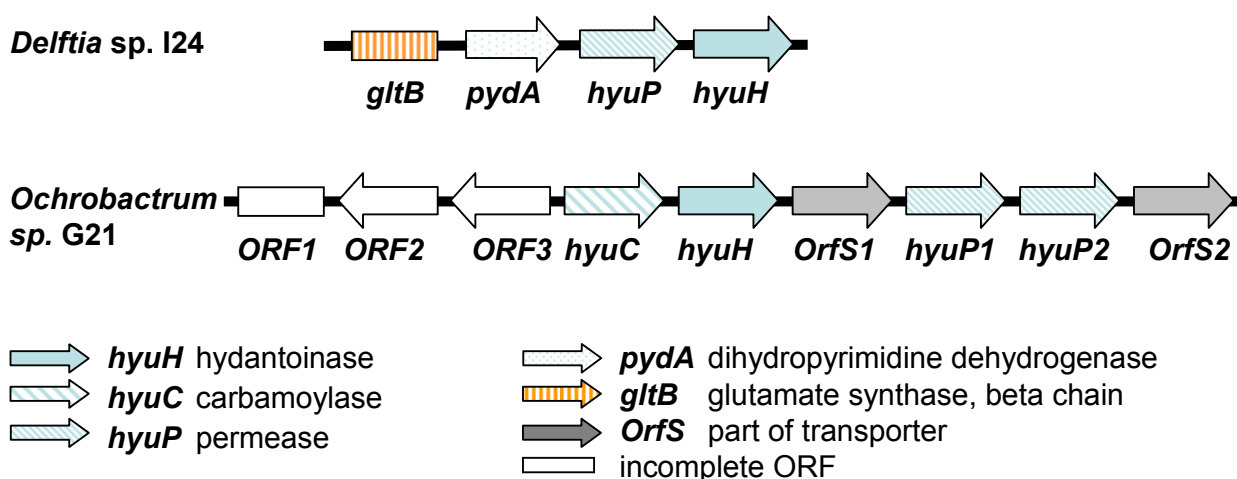 Delftia sp. I24
gltB pydA hyuP hyuH
Ochrobactrum
sp. G21
ORF1 ORF2 ORF3 hyuC hyuH OrfS1 hyuP1 hyuP2 OrfS2
hyuH hydantoinase
hyuC carbamoylase
hyuP permease
pydA dihydropyrimidine dehydrogenase
gltB glutamate synthase, beta chain
OrfS part of transporter
incomplete ORF